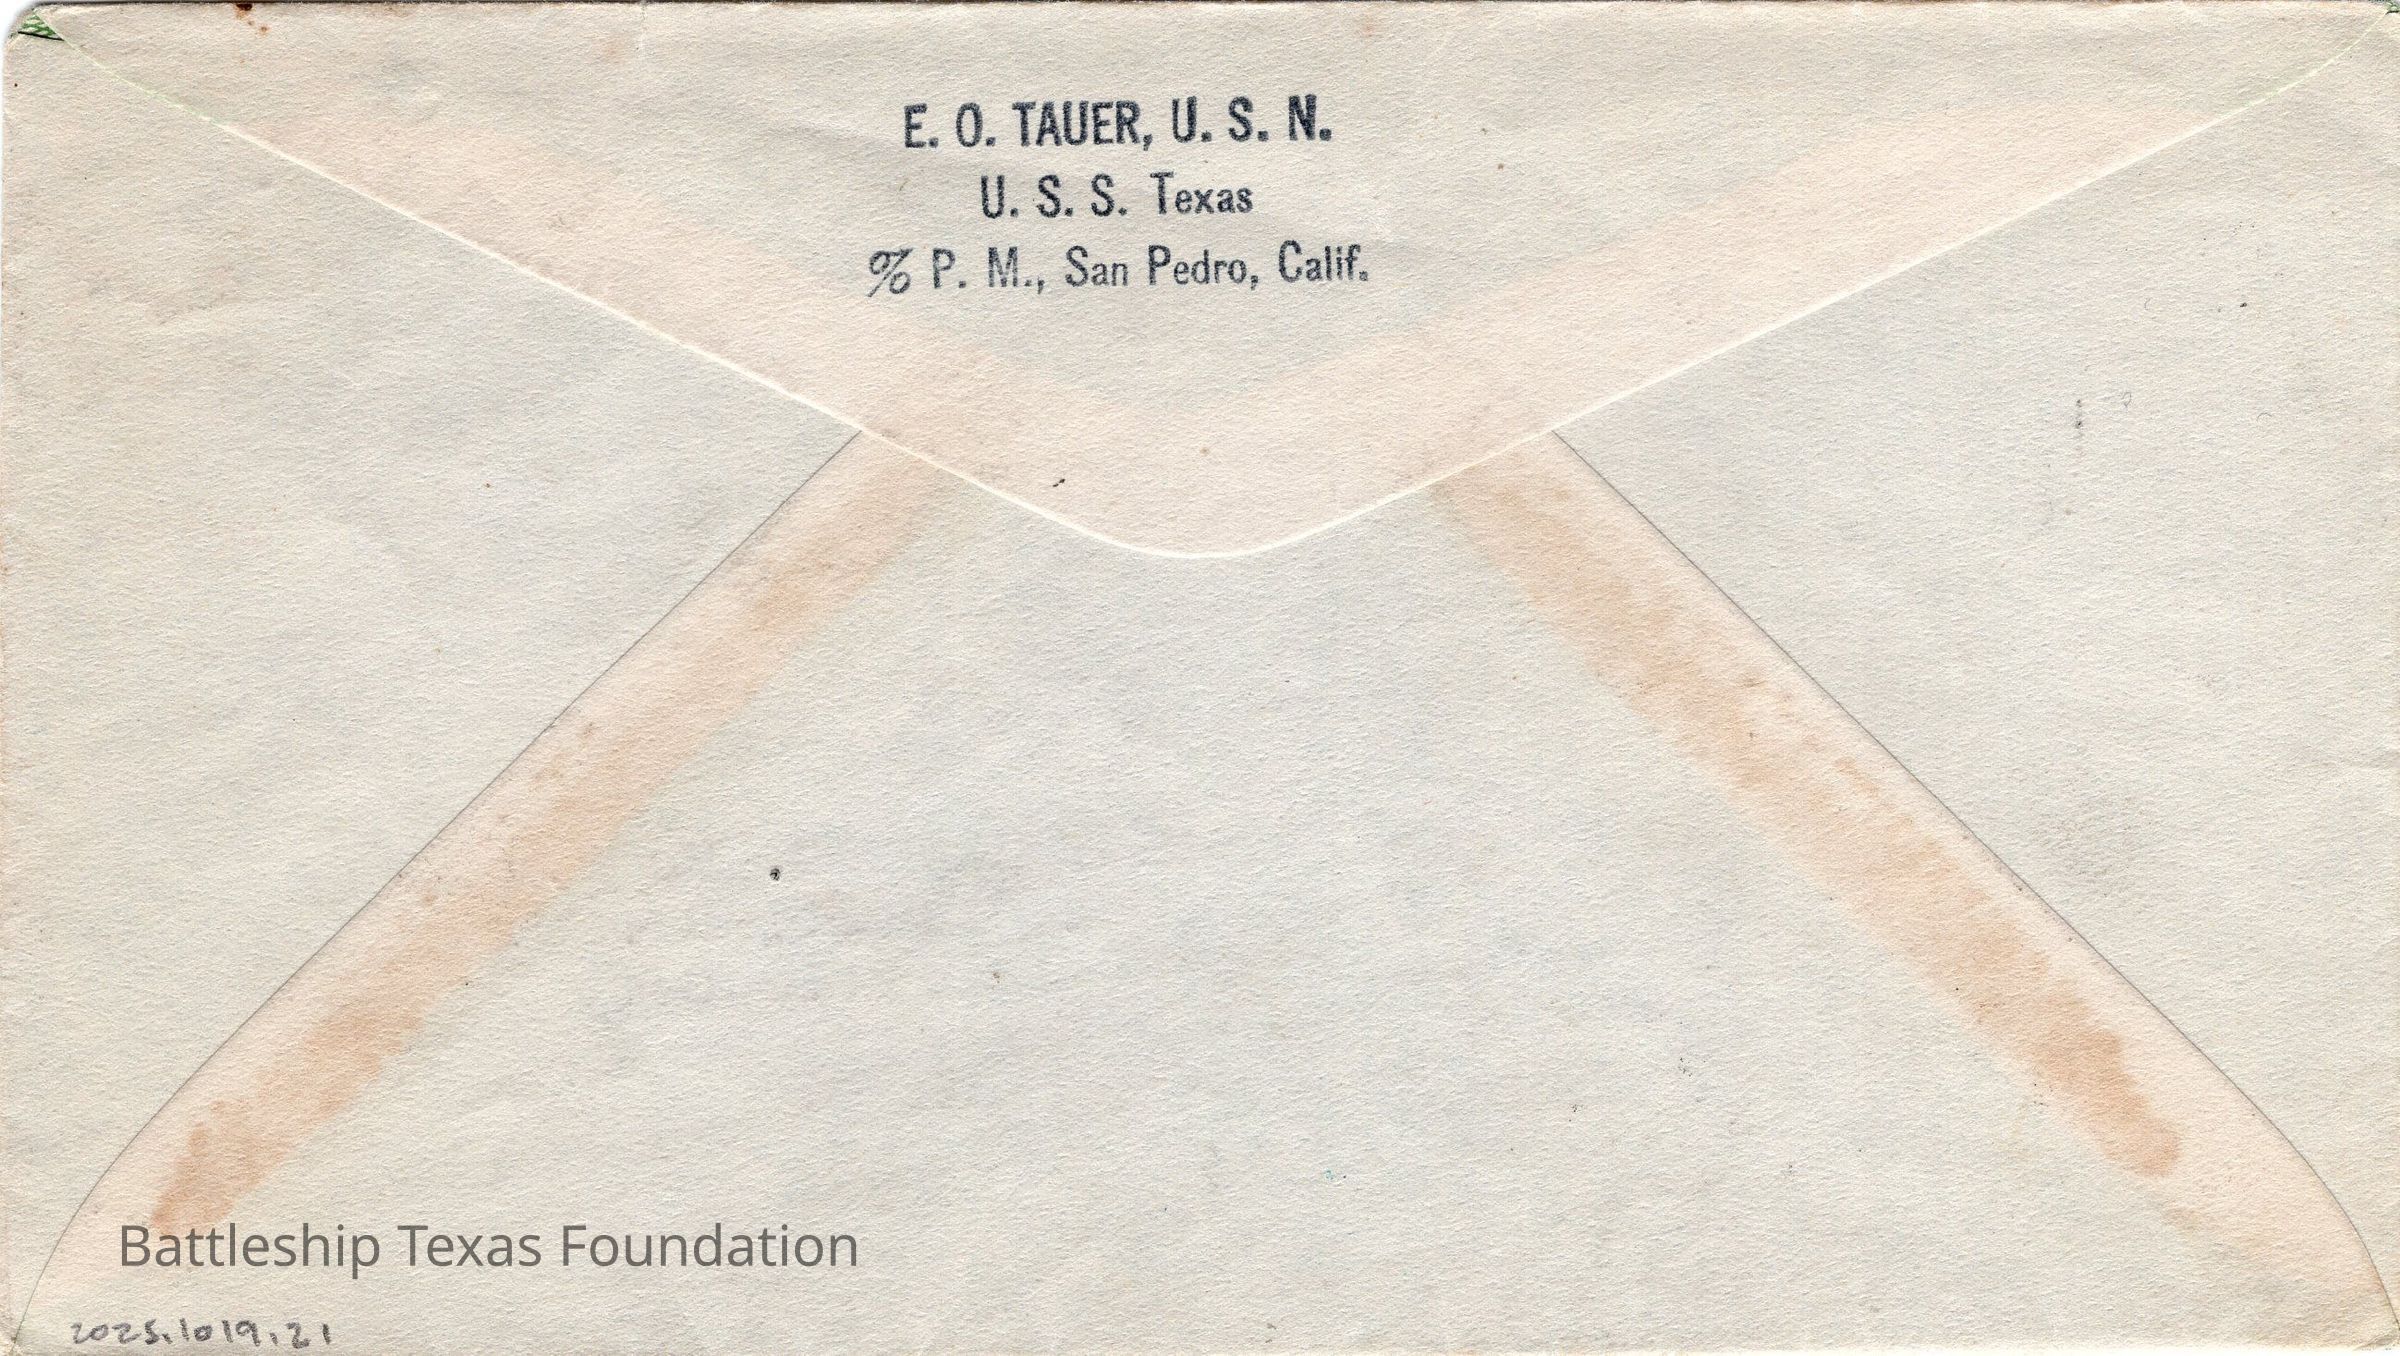 E. O. TAUER, U. S. N.
U. S. S. Texas
% P. M., San Pedro, Calif.
Battleship Texas Foundation
2025.1019.21